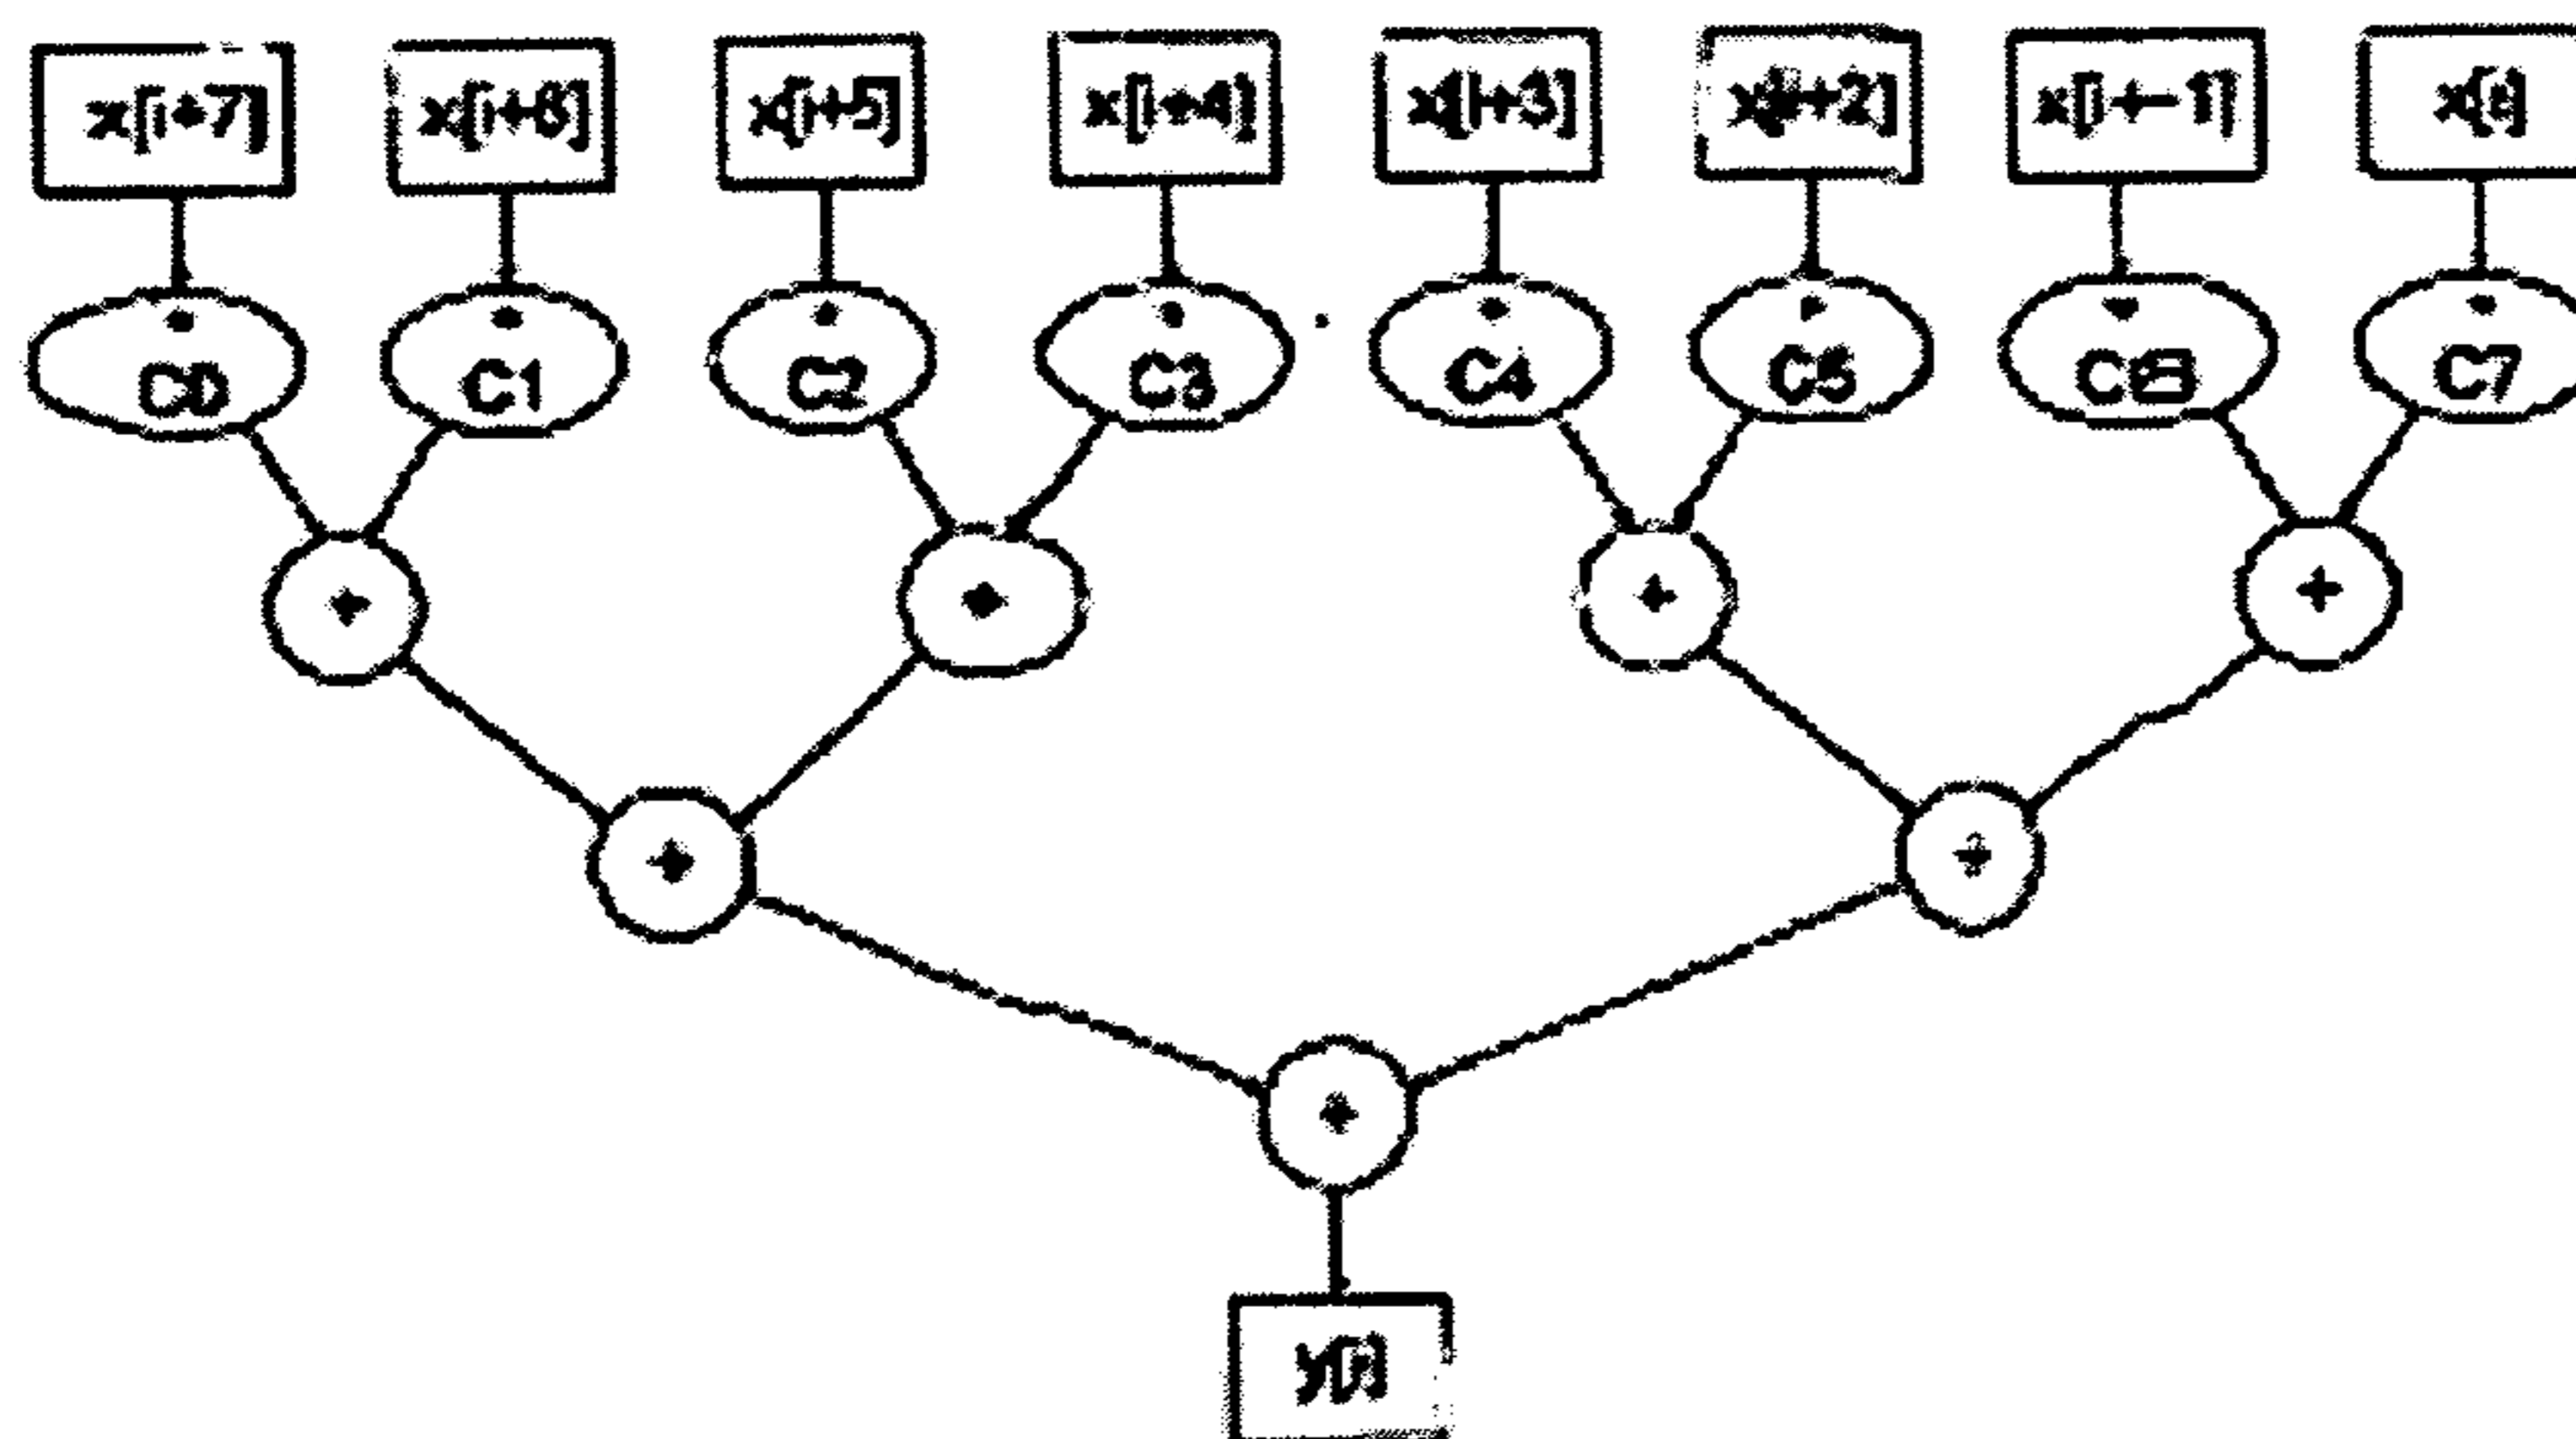 x[i+7] x[i+6] x[i+5] x[i+4] x[i+3] x[i+2] x[i+1] x[i]
* * * * * * * *
C0 C1 C2 C3 C4 C5 C6 C7
+ + + +
+ +
+
y[i]